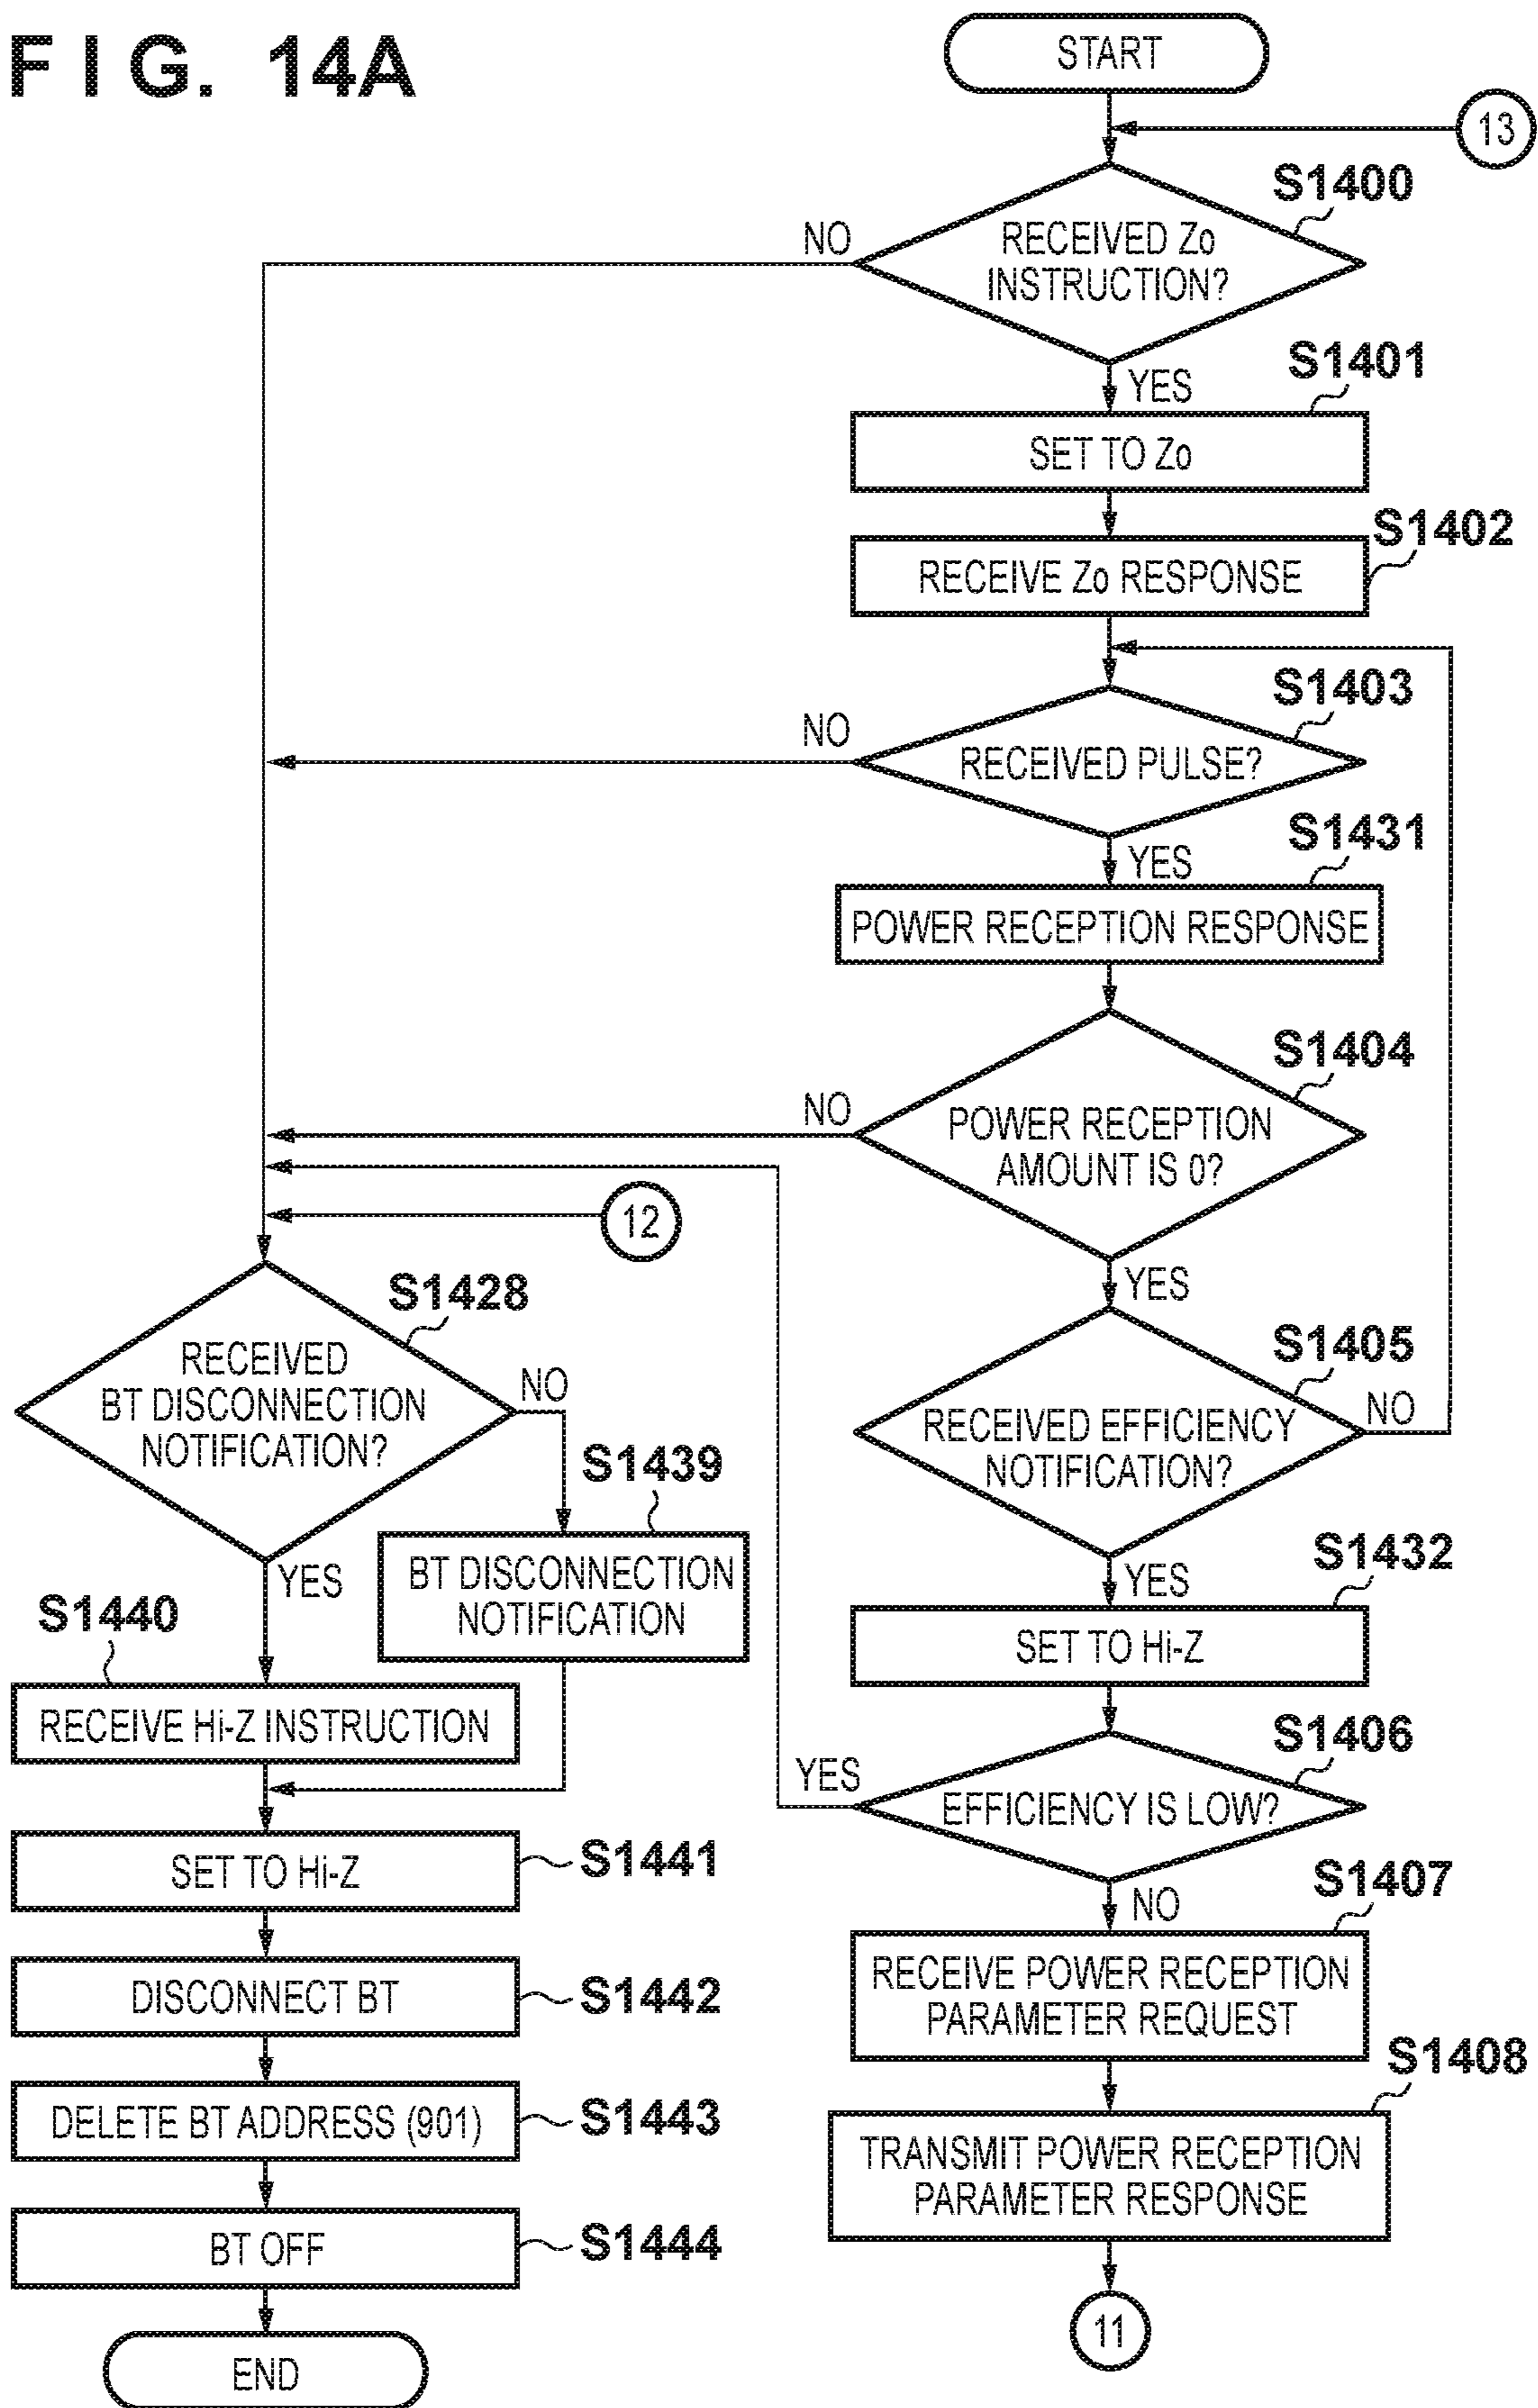 FIG. 14A
START
13
S1400
RECEIVED Zo
INSTRUCTION?
NO
YES
S1401
SET TO Zo
S1402
RECEIVE Zo RESPONSE
S1403
RECEIVED PULSE?
NO
YES
S1431
POWER RECEPTION RESPONSE
S1404
POWER RECEPTION
AMOUNT IS 0?
NO
YES
12
S1405
RECEIVED EFFICIENCY
NOTIFICATION?
NO
YES
S1432
SET TO Hi-Z
S1406
EFFICIENCY IS LOW?
YES
NO
S1407
RECEIVE POWER RECEPTION
PARAMETER REQUEST
S1408
TRANSMIT POWER RECEPTION
PARAMETER RESPONSE
11
S1428
RECEIVED
BT DISCONNECTION
NOTIFICATION?
NO
YES
S1439
BT DISCONNECTION
NOTIFICATION
S1440
RECEIVE Hi-Z INSTRUCTION
SET TO Hi-Z
S1441
DISCONNECT BT
S1442
DELETE BT ADDRESS (901)
S1443
BT OFF
S1444
END